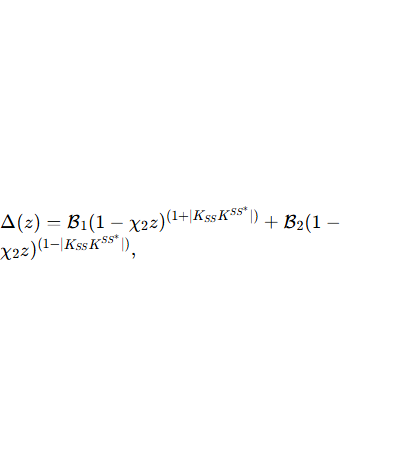 Δ(z) = ℬ₁(1 − χ₂z)^(1+|K_SS K^SS*|) + ℬ₂(1 −
χ₂z)^(1−|K_SS K^SS*|),